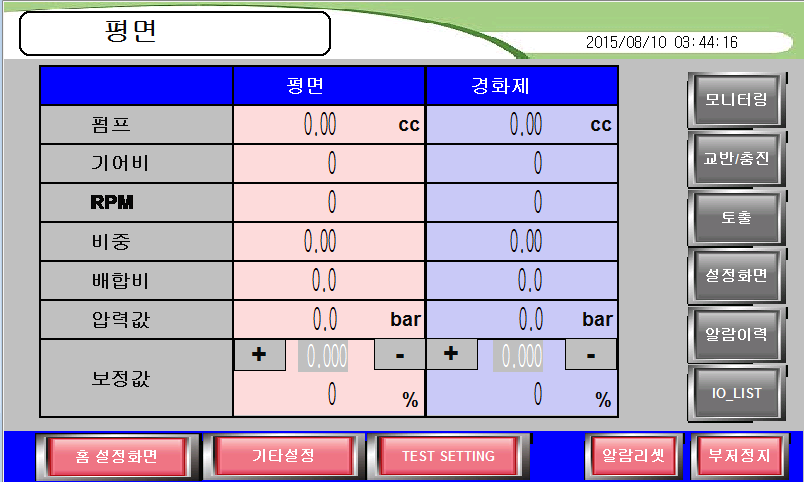 평면
2015/08/10 03:44:16
평면 경화제
펌프 0.00 cc 0.00 cc
기어비 0 0
RPM 0 0
비중 0.00 0.00
배합비 0.0 0.0
압력값 0.0 bar 0.0 bar
보정값 + 0.000 - + 0.000 -
0 % 0 %
모니터링
교반/충진
토출
설정화면
알람이력
IO_LIST
홈 설정화면 기타설정 TEST SETTING 알람리셋 부저정지